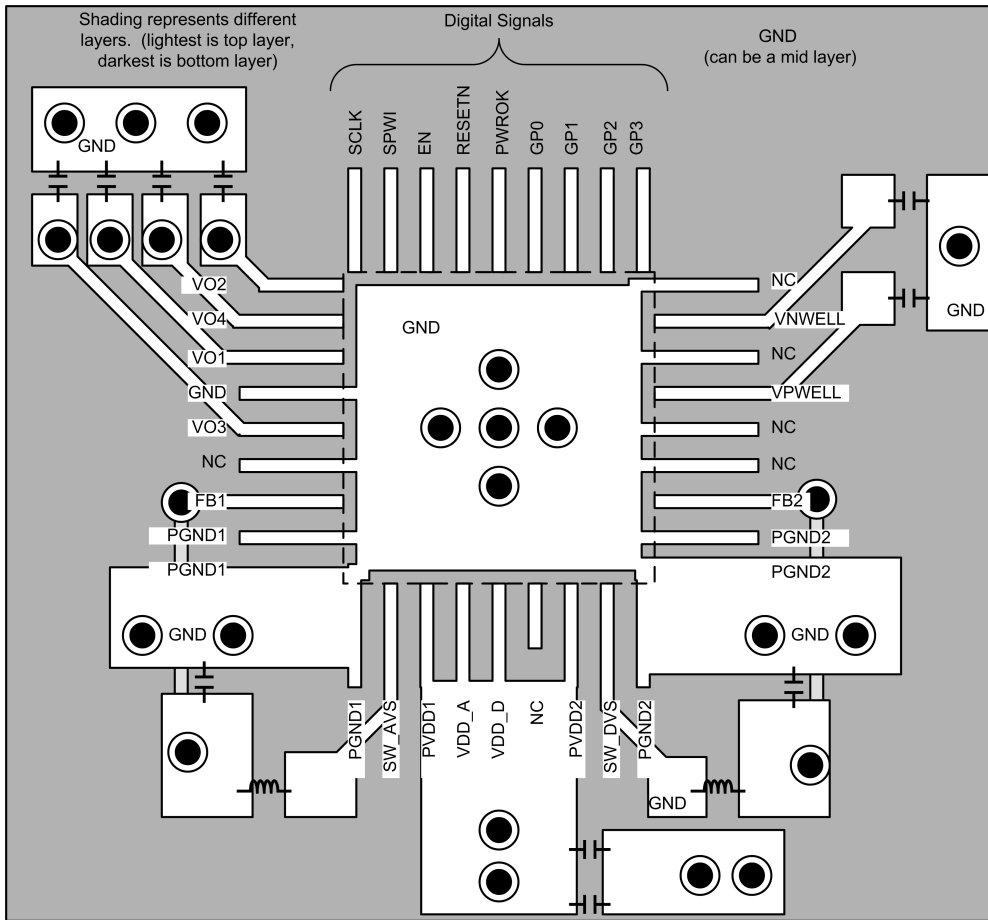 Shading represents different
layers. (lightest is top layer,
darkest is bottom layer)
Digital Signals
GND
(can be a mid layer)
SCLK
SPWI
EN
RESETN
PWROK
GP0
GP1
GP2
GP3
GND
VO2
VO4
VO1
GND
VO3
NC
FB1
PGND1
PGND1
GND
GND
NC
VNWELL
NC
VPWELL
NC
NC
FB2
PGND2
PGND2
GND
GND
PGND1
SW_AVS
PVDD1
VDD_A
VDD_D
NC
PVDD2
SW_DVS
PGND2
GND